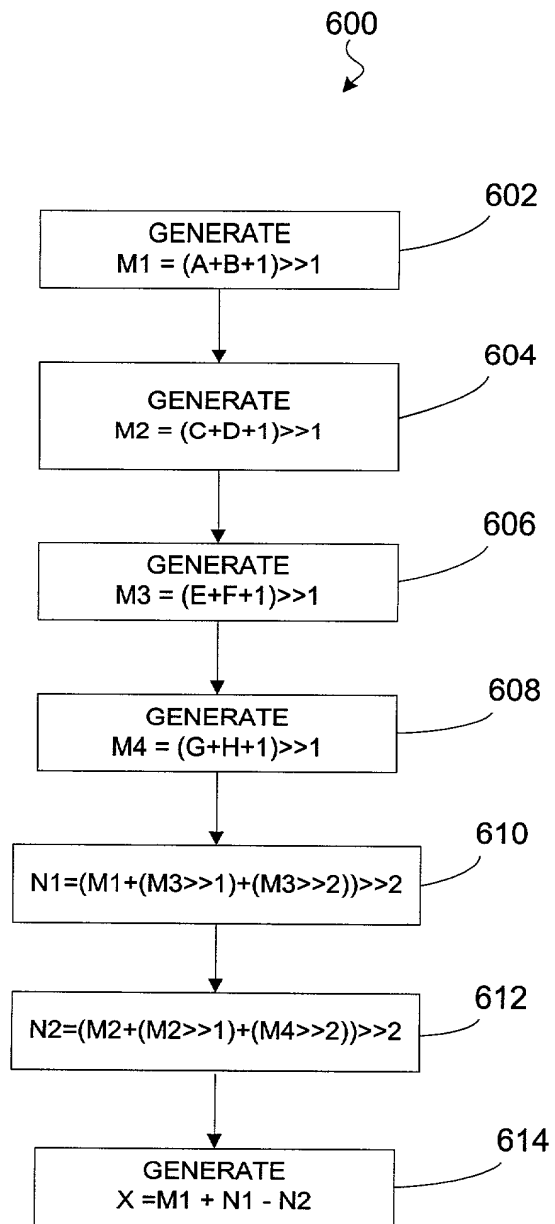 600
602
GENERATE
M1 = (A+B+1)>>1
604
GENERATE
M2 = (C+D+1)>>1
606
GENERATE
M3 = (E+F+1)>>1
608
GENERATE
M4 = (G+H+1)>>1
610
N1=(M1+(M3>>1)+(M3>>2))>>2
612
N2=(M2+(M2>>1)+(M4>>2))>>2
614
GENERATE
X =M1 + N1 - N2